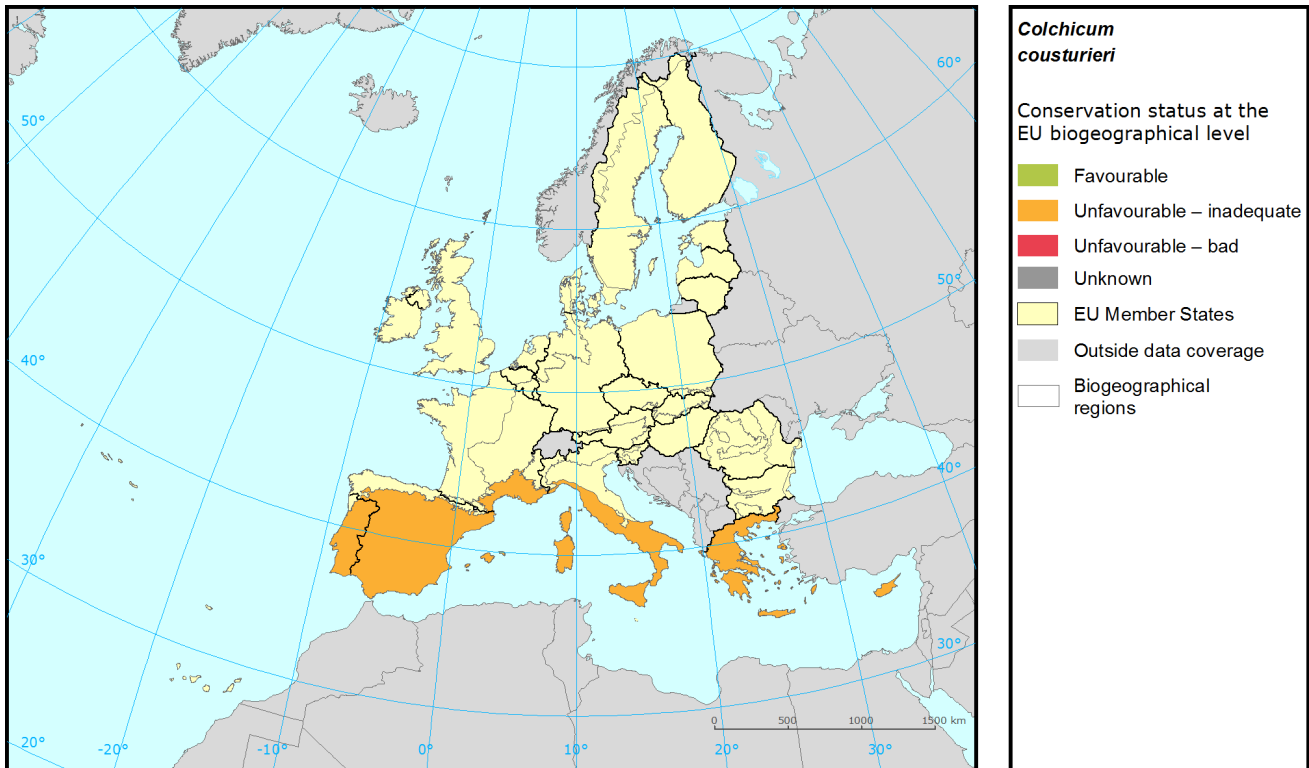 Colchicum
cousturieri
Conservation status at the
EU biogeographical level
Favourable
Unfavourable – inadequate
Unfavourable – bad
Unknown
EU Member States
Outside data coverage
Biogeographical
regions
60°
50°
50°
40°
40°
30°
30°
0 500 1000 1500 km
20° -20° -10° 0° 10° 20° 30°